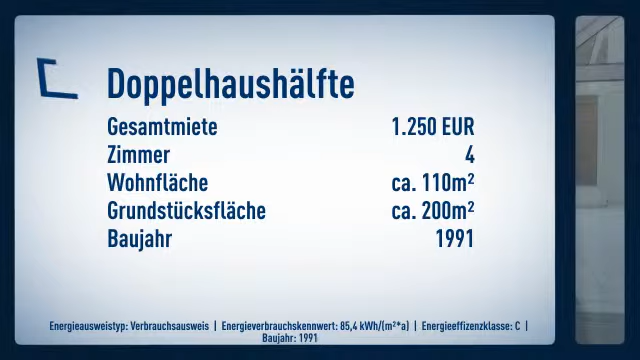 Doppelhaushälfte
Gesamtmiete 1.250 EUR
Zimmer 4
Wohnfläche ca. 110m²
Grundstücksfläche ca. 200m²
Baujahr 1991
Energieausweistyp: Verbrauchsausweis | Energieverbrauchskennwert: 85,4 kWh/(m²*a) | Energieeffizenzklasse: C |
Baujahr: 1991